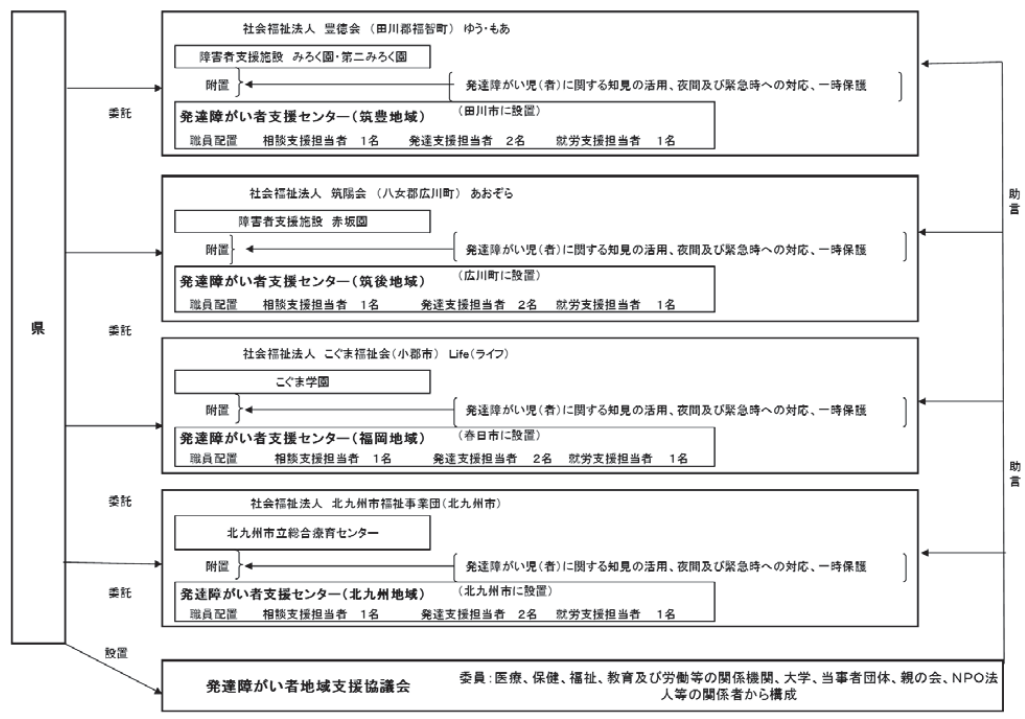 県
社会福祉法人 豊徳会 (田川郡福智町) ゆう・もあ
障害者支援施設 みろく園・第二みろく園
附置
発達障がい児(者)に関する知見の活用、夜間及び緊急時への対応、一時保護
発達障がい者支援センター(筑豊地域)
(田川市に設置)
職員配置 相談支援担当者 1名 発達支援担当者 2名 就労支援担当者 1名
委託
社会福祉法人 筑陽会 (八女郡広川町) あおぞら
障害者支援施設 赤坂園
附置
発達障がい児(者)に関する知見の活用、夜間及び緊急時への対応、一時保護
発達障がい者支援センター(筑後地域)
(広川町に設置)
職員配置 相談支援担当者 1名 発達支援担当者 2名 就労支援担当者 1名
委託
助言
社会福祉法人 こぐま福祉会(小郡市) Life(ライフ)
こぐま学園
附置
発達障がい児(者)に関する知見の活用、夜間及び緊急時への対応、一時保護
発達障がい者支援センター(福岡地域)
(春日市に設置)
職員配置 相談支援担当者 1名 発達支援担当者 2名 就労支援担当者 1名
委託
助言
社会福祉法人 北九州市福祉事業団(北九州市)
北九州市立総合療育センター
附置
発達障がい児(者)に関する知見の活用、夜間及び緊急時への対応、一時保護
発達障がい者支援センター(北九州地域)
(北九州市に設置)
職員配置 相談支援担当者 1名 発達支援担当者 2名 就労支援担当者 1名
委託
設置
発達障がい者地域支援協議会
委員:医療、保健、福祉、教育及び労働等の関係機関、大学、当事者団体、親の会、NPO法
人等の関係者から構成